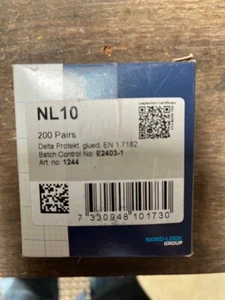 Inspection Certificate
NL10
200 Pairs
Delta Protekt, glued, EN 1.7182
Batch Control No: E2403-1
Art. no: 1244
7 330948 101730
NORD-LOCK
GROUP